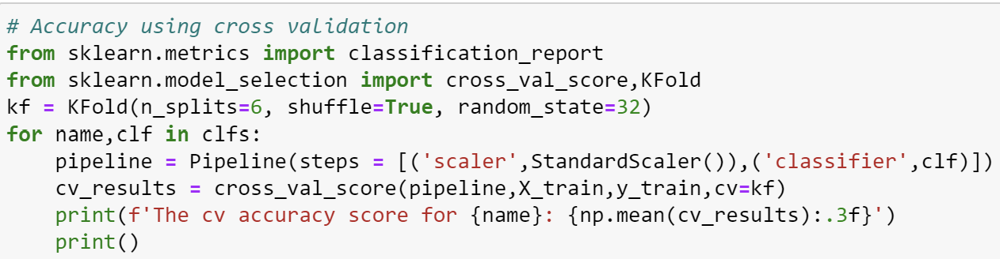 # Accuracy using cross validation
from sklearn.metrics import classification_report
from sklearn.model_selection import cross_val_score,KFold
kf = KFold(n_splits=6, shuffle=True, random_state=32)
for name,clf in clfs:
    pipeline = Pipeline(steps = [('scaler',StandardScaler()),('classifier',clf)])
    cv_results = cross_val_score(pipeline,X_train,y_train,cv=kf)
    print(f'The cv accuracy score for {name}: {np.mean(cv_results):.3f}')
    print()